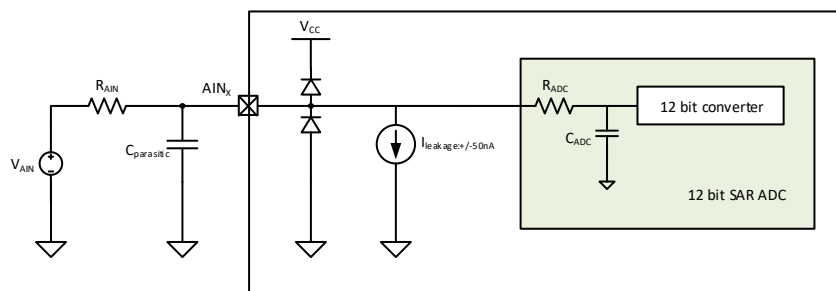 V_CC
R_AIN
AIN_X
R_ADC
12 bit converter
C_parasitic
I_leakage:+/-50nA
C_ADC
V_AIN
12 bit SAR ADC